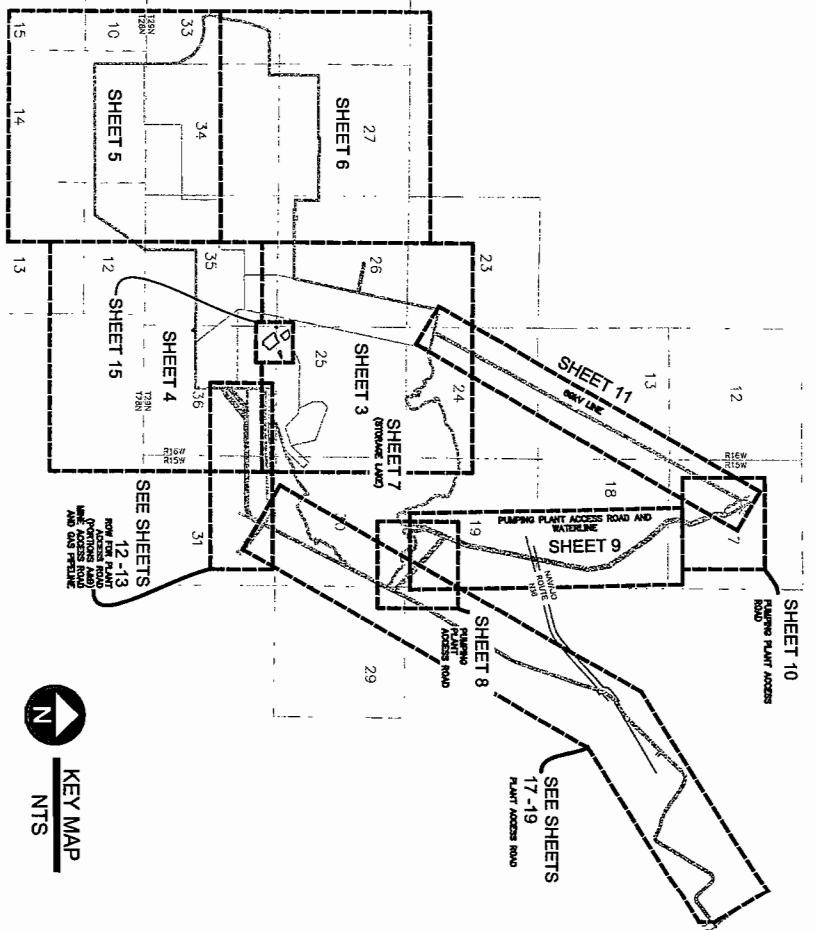 15
10
33
T29N
T28N
14
34
27
SHEET 5
SHEET 6
13
12
35
26
23
SHEET 15
SHEET 4
25
SHEET 3
24
SHEET 7
(STORAGE LAKE)
36
T29N
T28N
R16W
R15W
SHEET 11
69KV LINE
13
12
R16W
R15W
31
30
19
18
7
PUMPING PLANT ACCESS ROAD AND
WATERLINE
SHEET 9
NAVAJO
ROUTE
N36
SHEET 10
PUMPING PLANT ACCESS
ROAD
SHEET 8
PUMPING
PLANT
ACCESS ROAD
29
SEE SHEETS
12 -13
ROW FOR PLANT
ACCESS ROAD
(PORTIONS A&B)
MINE ACCESS ROAD
AND GAS PIPELINE
SEE SHEETS
17 -19
PLANT ACCESS ROAD
N
KEY MAP
NTS